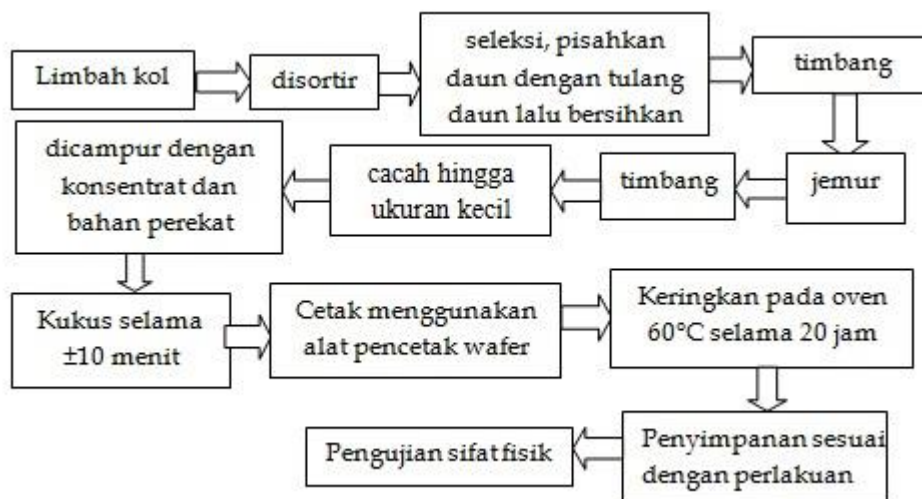 Limbah kol
disortir
seleksi, pisahkan
daun dengan tulang
daun lalu bersihkan
timbang
jemur
timbang
cacah hingga
ukuran kecil
dicampur dengan
konsentrat dan
bahan perekat
Kukus selama
±10 menit
Cetak menggunakan
alat pencetak wafer
Keringkan pada oven
60°C selama 20 jam
Penyimpanan sesuai
dengan perlakuan
Pengujian sifat fisik